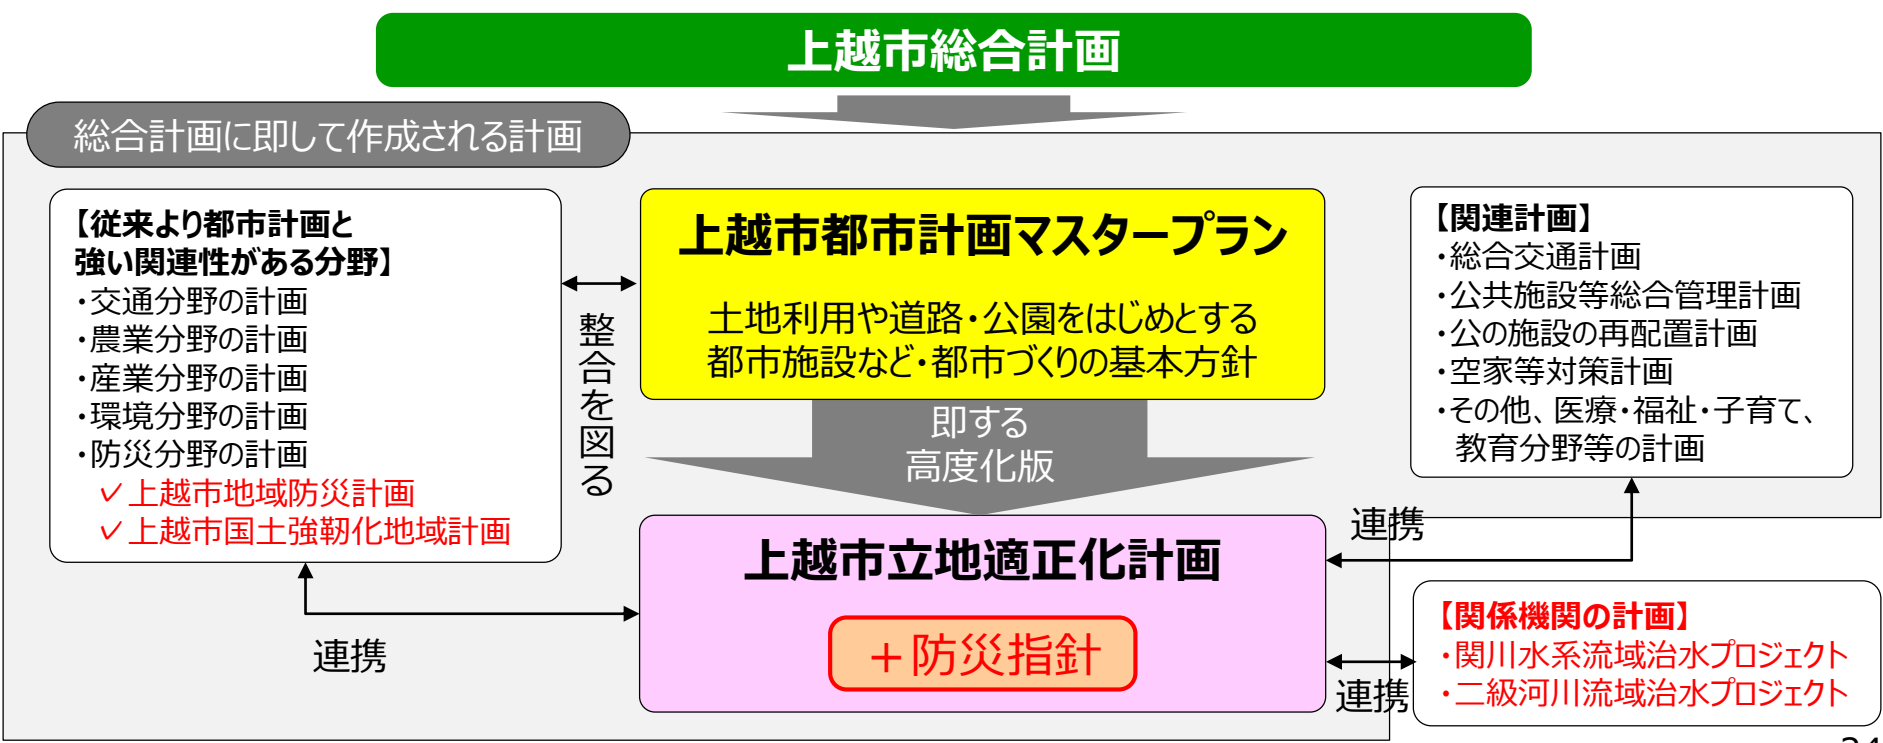 上越市総合計画
総合計画に即して作成される計画
【従来より都市計画と
強い関連性がある分野】
・交通分野の計画
・農業分野の計画
・産業分野の計画
・環境分野の計画
・防災分野の計画
✓上越市地域防災計画
✓上越市国土強靭化地域計画
整合を図る
上越市都市計画マスタープラン
土地利用や道路・公園をはじめとする
都市施設など・都市づくりの基本方針
即する
高度化版
【関連計画】
・総合交通計画
・公共施設等総合管理計画
・公の施設の再配置計画
・空家等対策計画
・その他、医療・福祉・子育て、
教育分野等の計画
連携
上越市立地適正化計画
＋防災指針
連携
連携
【関係機関の計画】
・関川水系流域治水プロジェクト
・二級河川流域治水プロジェクト